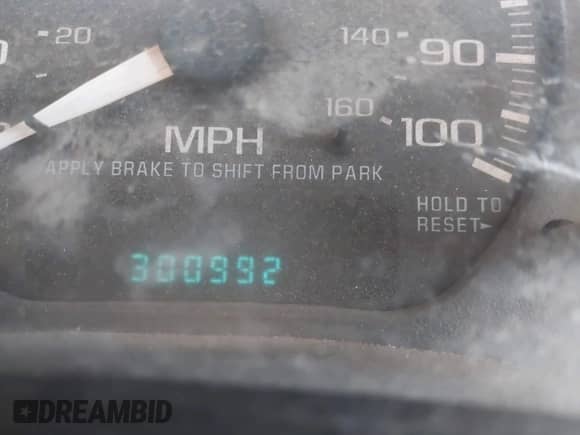 20
140
90
160
100
MPH
APPLY BRAKE TO SHIFT FROM PARK
HOLD TO
RESET
300992
DREAMBID